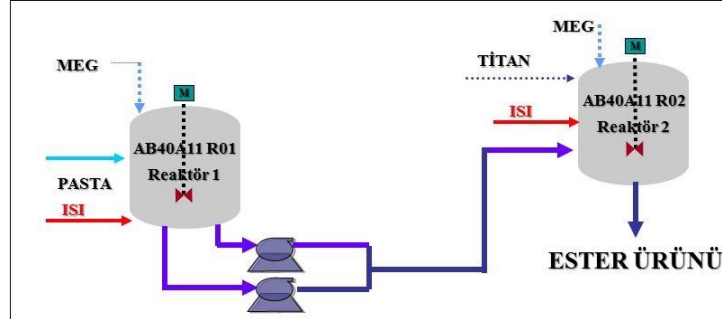 MEG
M
AB40A11 R01
Reaktör 1
PASTA
ISI
MEG
M
TİTAN
ISI
AB40A11 R02
Reaktör 2
ESTER ÜRÜNÜ